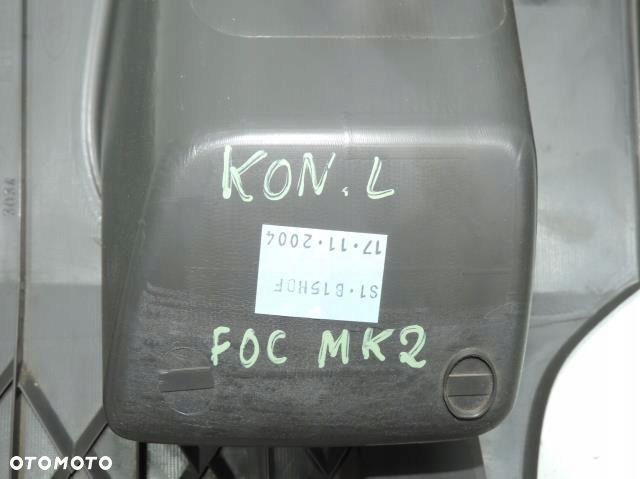 KON. L
17·11·2004
S1·B15HOF
FOC MK2
OTOMOTO